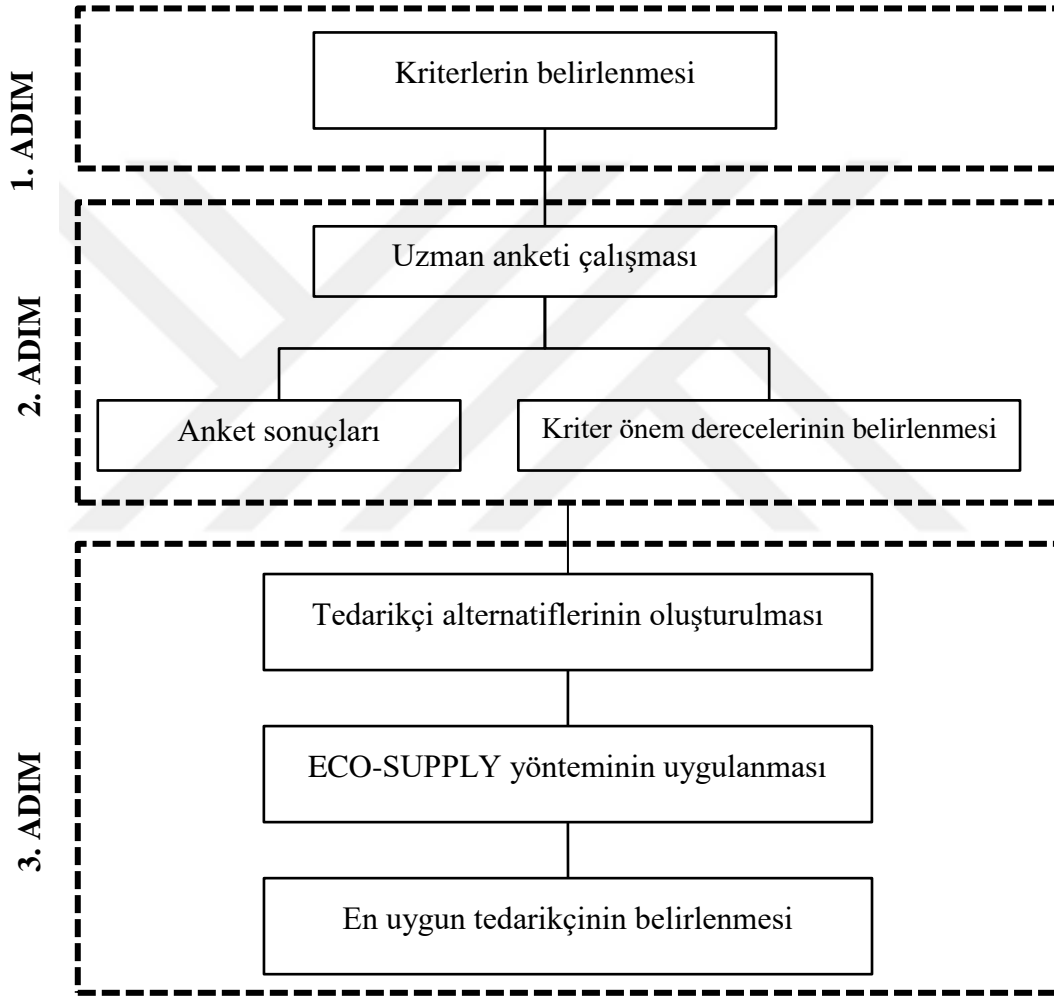 1. ADIM
Kriterlerin belirlenmesi
2. ADIM
Uzman anketi çalışması
Anket sonuçları
Kriter önem derecelerinin belirlenmesi
3. ADIM
Tedarikçi alternatiflerinin oluşturulması
ECO-SUPPLY yönteminin uygulanması
En uygun tedarikçinin belirlenmesi